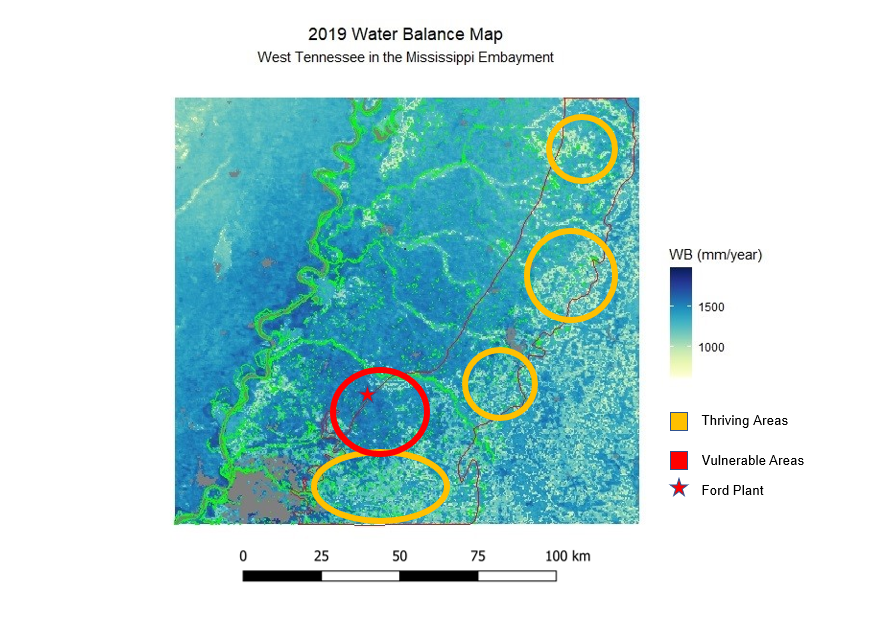 2019 Water Balance Map
West Tennessee in the Mississippi Embayment
WB (mm/year)
1500
1000
Thriving Areas
Vulnerable Areas
Ford Plant
0 25 50 75 100 km